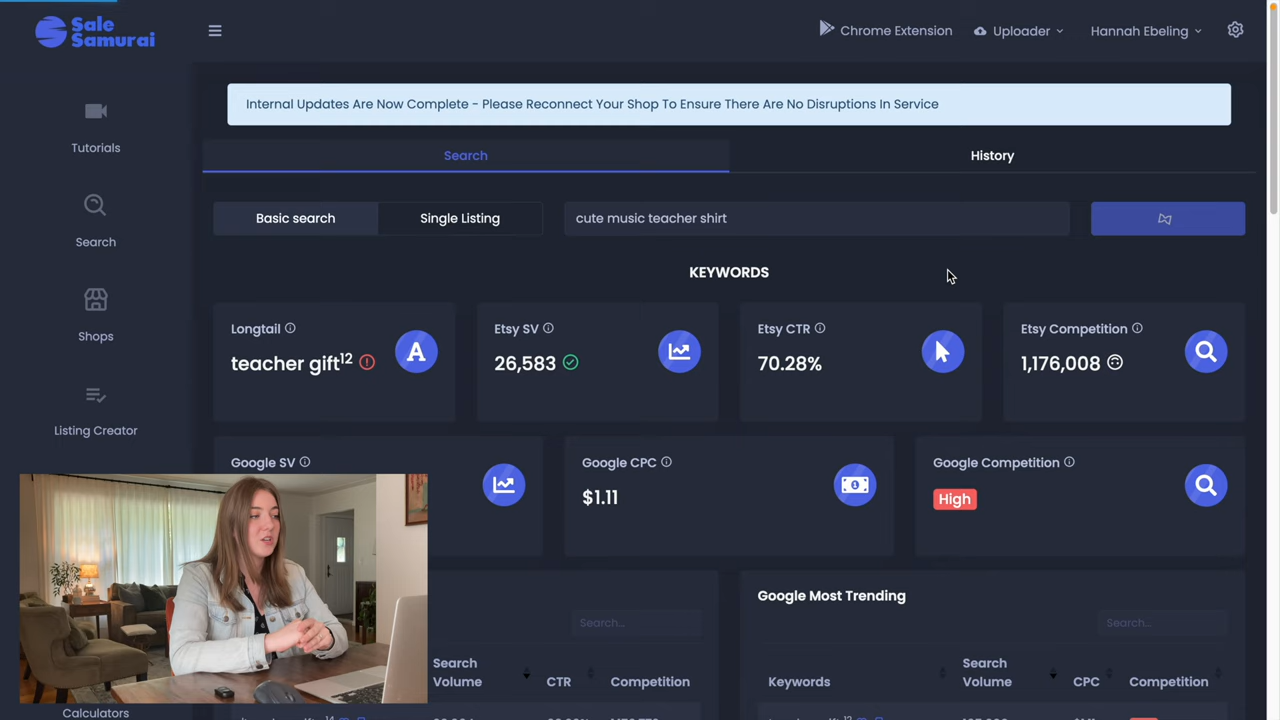 Sale
Samurai
Chrome Extension
Uploader
Hannah Ebeling
Internal Updates Are Now Complete - Please Reconnect Your Shop To Ensure There Are No Disruptions In Service
Tutorials
Search
Shops
Listing Creator
Calculators
Search
History
Basic search
Single Listing
cute music teacher shirt
KEYWORDS
Longtail
teacher gift12
Etsy SV
26,583
Etsy CTR
70.28%
Etsy Competition
1,176,008
Google SV
Google CPC
$1.11
Google Competition
High
Search...
Search Volume
CTR
Competition
Google Most Trending
Search...
Keywords
Search Volume
CPC
Competition